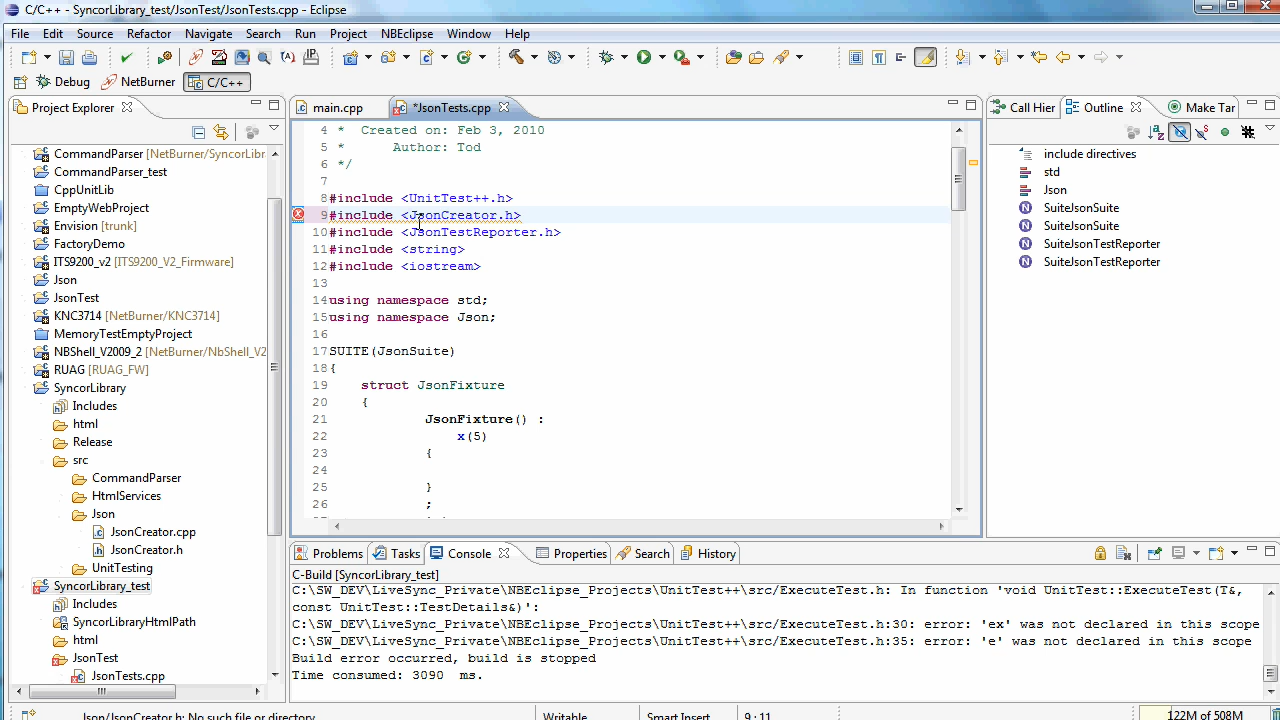 C/C++ - SyncorLibrary_test/JsonTest/JsonTests.cpp - Eclipse
File Edit Source Refactor Navigate Search Run Project NBEclipse Window Help
Debug NetBurner C/C++
Project Explorer
CommandParser [NetBurner/SyncorLibr
CommandParser_test
CppUnitLib
EmptyWebProject
Envision [trunk]
FactoryDemo
ITS9200_v2 [ITS9200_V2_Firmware]
Json
JsonTest
KNC3714 [NetBurner/KNC3714]
MemoryTestEmptyProject
NBShell_V2009_2 [NetBurner/NbShell_V2
RUAG [RUAG_FW]
SyncorLibrary
Includes
html
Release
src
CommandParser
HtmlServices
Json
JsonCreator.cpp
JsonCreator.h
UnitTesting
SyncorLibrary_test
Includes
SyncorLibraryHtmlPath
html
JsonTest
JsonTests.cpp
main.cpp *JsonTests.cpp
4 * Created on: Feb 3, 2010
5 * Author: Tod
6 */
7
8 #include <UnitTest++.h>
9 #include <JsonCreator.h>
10 #include <JsonTestReporter.h>
11 #include <string>
12 #include <iostream>
13
14 using namespace std;
15 using namespace Json;
16
17 SUITE(JsonSuite)
18 {
19 struct JsonFixture
20 {
21 JsonFixture() :
22 x(5)
23 {
24
25 }
26 ;
Call Hier Outline Make Tar
include directives
std
Json
SuiteJsonSuite
SuiteJsonSuite
SuiteJsonTestReporter
SuiteJsonTestReporter
Problems Tasks Console Properties Search History
C-Build [SyncorLibrary_test]
C:\SW_DEV\LiveSync_Private\NBEclipse_Projects\UnitTest++\src/ExecuteTest.h: In function 'void UnitTest::ExecuteTest(T&,
const UnitTest::TestDetails&)':
C:\SW_DEV\LiveSync_Private\NBEclipse_Projects\UnitTest++\src/ExecuteTest.h:30: error: 'ex' was not declared in this scope
C:\SW_DEV\LiveSync_Private\NBEclipse_Projects\UnitTest++\src/ExecuteTest.h:35: error: 'e' was not declared in this scope
Build error occurred, build is stopped
Time consumed: 3090 ms.
Json/JsonCreator.h: No such file or directory Writable Smart Insert 9 : 11 122M of 508M